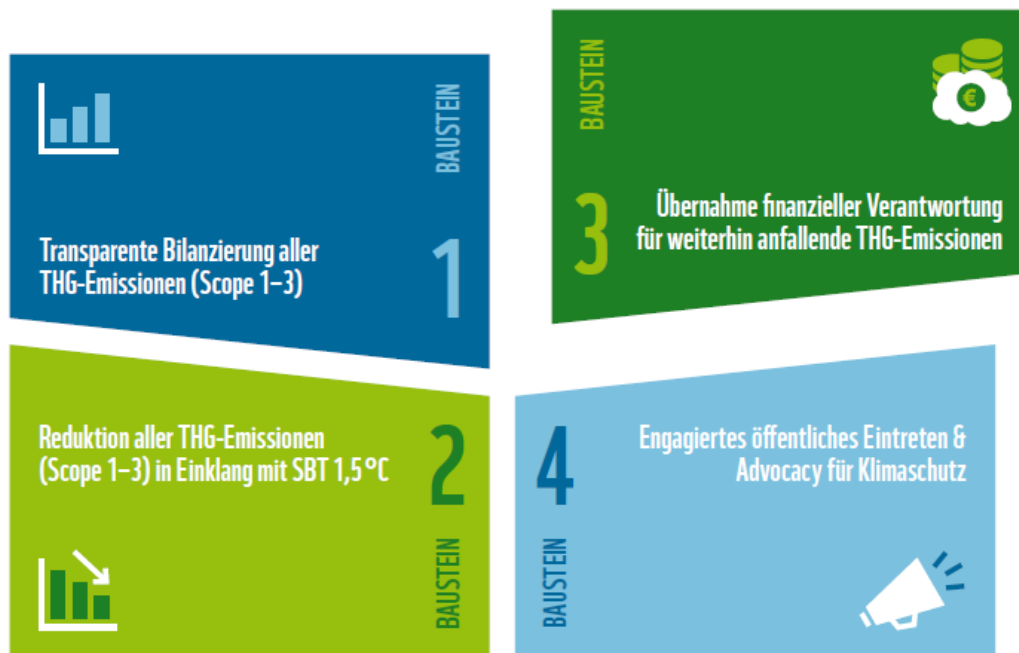 BAUSTEIN
1
Transparente Bilanzierung aller
THG-Emissionen (Scope 1–3)
Reduktion aller THG-Emissionen
(Scope 1–3) in Einklang mit SBT 1,5 °C
2
BAUSTEIN
BAUSTEIN
€
3
Übernahme finanzieller Verantwortung
für weiterhin anfallende THG-Emissionen
4
Engagiertes öffentliches Eintreten &
Advocacy für Klimaschutz
BAUSTEIN